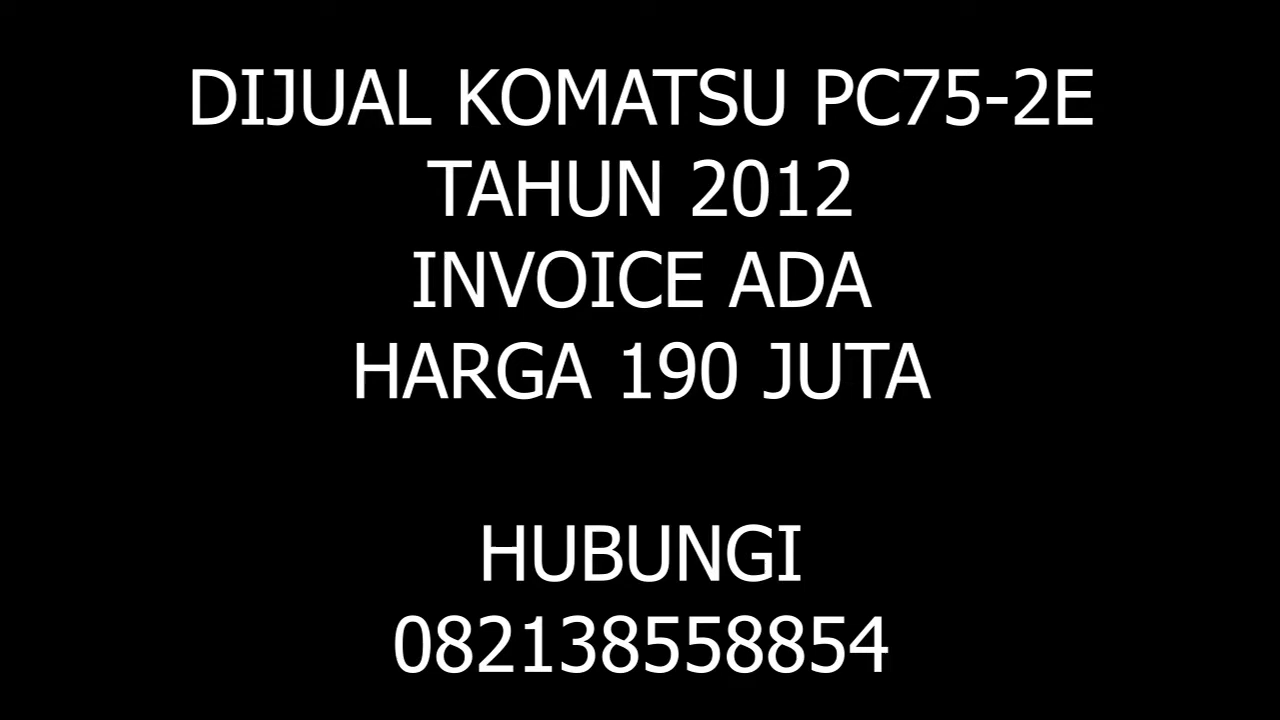 DIJUAL KOMATSU PC75-2E
TAHUN 2012
INVOICE ADA
HARGA 190 JUTA
HUBUNGI
082138558854